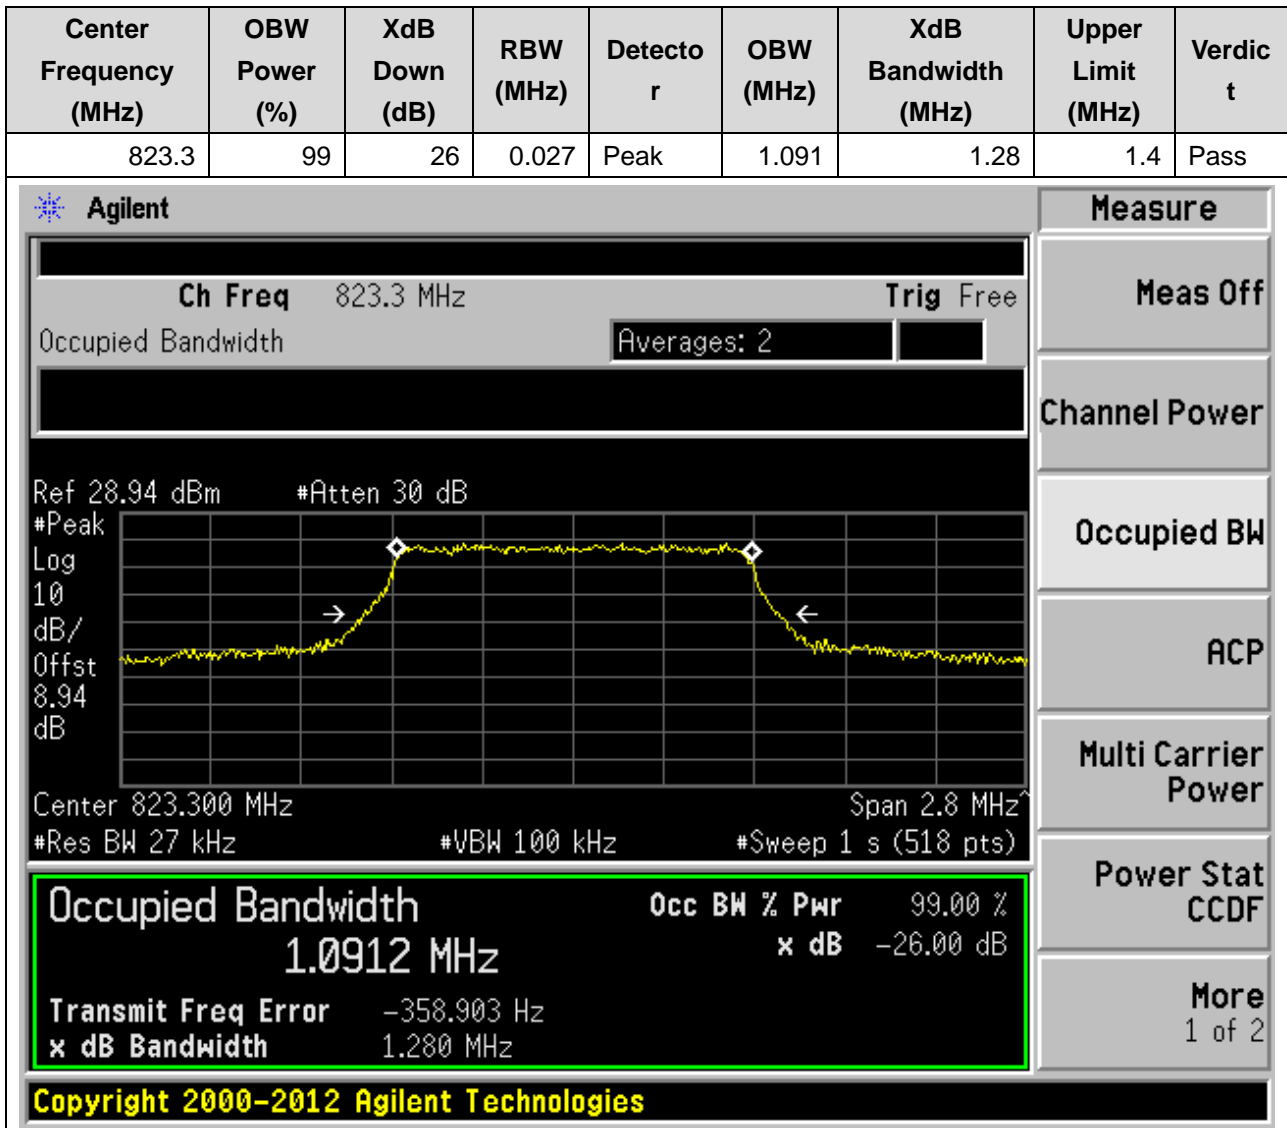 Center Frequency (MHz) OBW Power (%) XdB Down (dB) RBW (MHz) Detector OBW (MHz) XdB Bandwidth (MHz) Upper Limit (MHz) Verdict
823.3 99 26 0.027 Peak 1.091 1.28 1.4 Pass
Agilent
Measure
Ch Freq 823.3 MHz Trig Free
Meas Off
Occupied Bandwidth Averages: 2
Channel Power
Ref 28.94 dBm #Atten 30 dB
#Peak
Log
10
dB/
Offst
8.94
dB
Occupied BW
ACP
Multi Carrier
Power
Center 823.300 MHz Span 2.8 MHz^
#Res BW 27 kHz #VBW 100 kHz #Sweep 1 s (518 pts)
Power Stat
CCDF
Occupied Bandwidth Occ BW % Pwr 99.00 %
1.0912 MHz x dB -26.00 dB
Transmit Freq Error -358.903 Hz
x dB Bandwidth 1.280 MHz
More
1 of 2
Copyright 2000-2012 Agilent Technologies